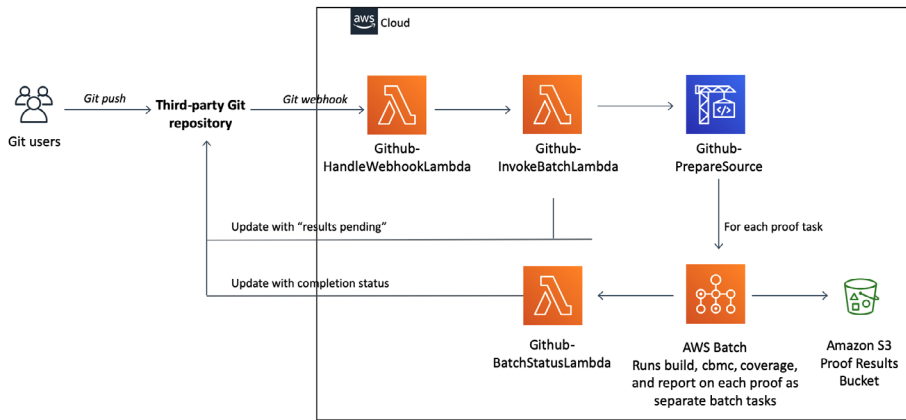 aws
Cloud
Git push
Git webhook
Git users
Third-party Git
repository
Github-
HandleWebhookLambda
Github-
InvokeBatchLambda
Github-
PrepareSource
Update with “results pending”
For each proof task
Update with completion status
Github-
BatchStatusLambda
AWS Batch
Runs build, cbmc, coverage,
and report on each proof as
separate batch tasks
Amazon S3
Proof Results
Bucket